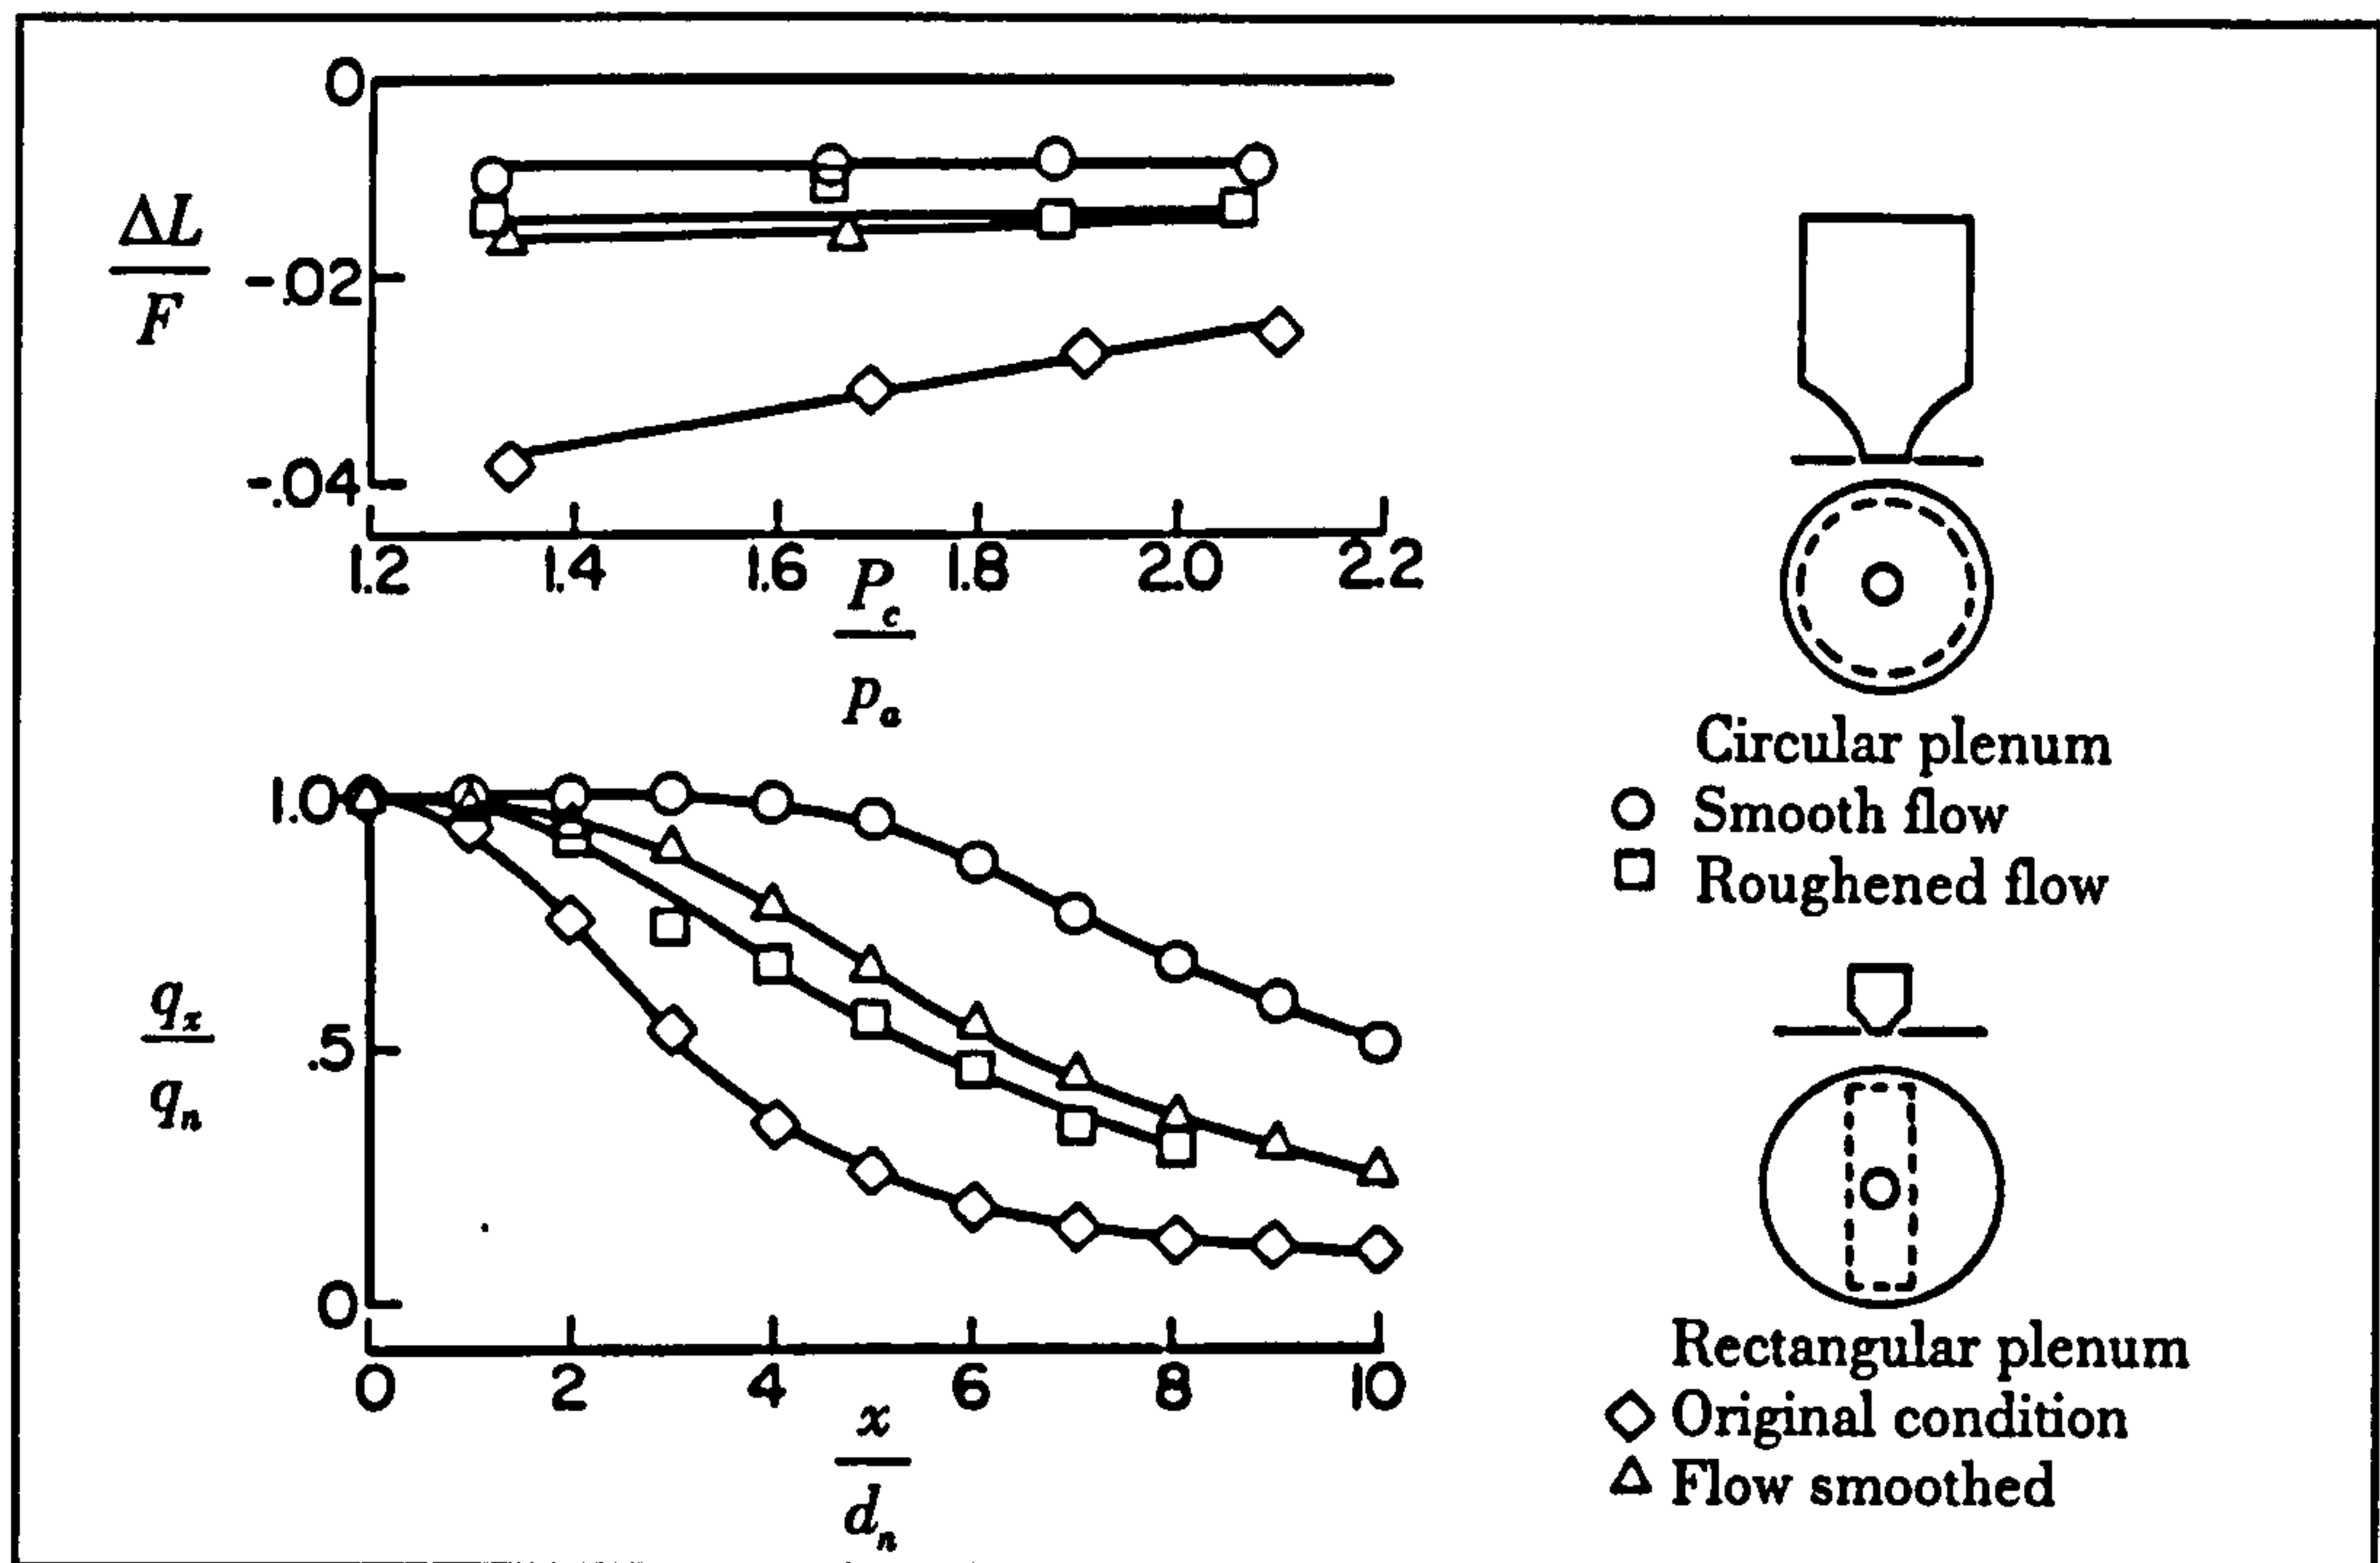 0
ΔL
F
-.02
-.04
1.2 1.4 1.6 1.8 2.0 2.2
P_c
p_a
1.0
q_x
q_n
.5
0
0 2 4 6 8 10
x
d_n
Circular plenum
Smooth flow
Roughened flow
Rectangular plenum
Original condition
Flow smoothed